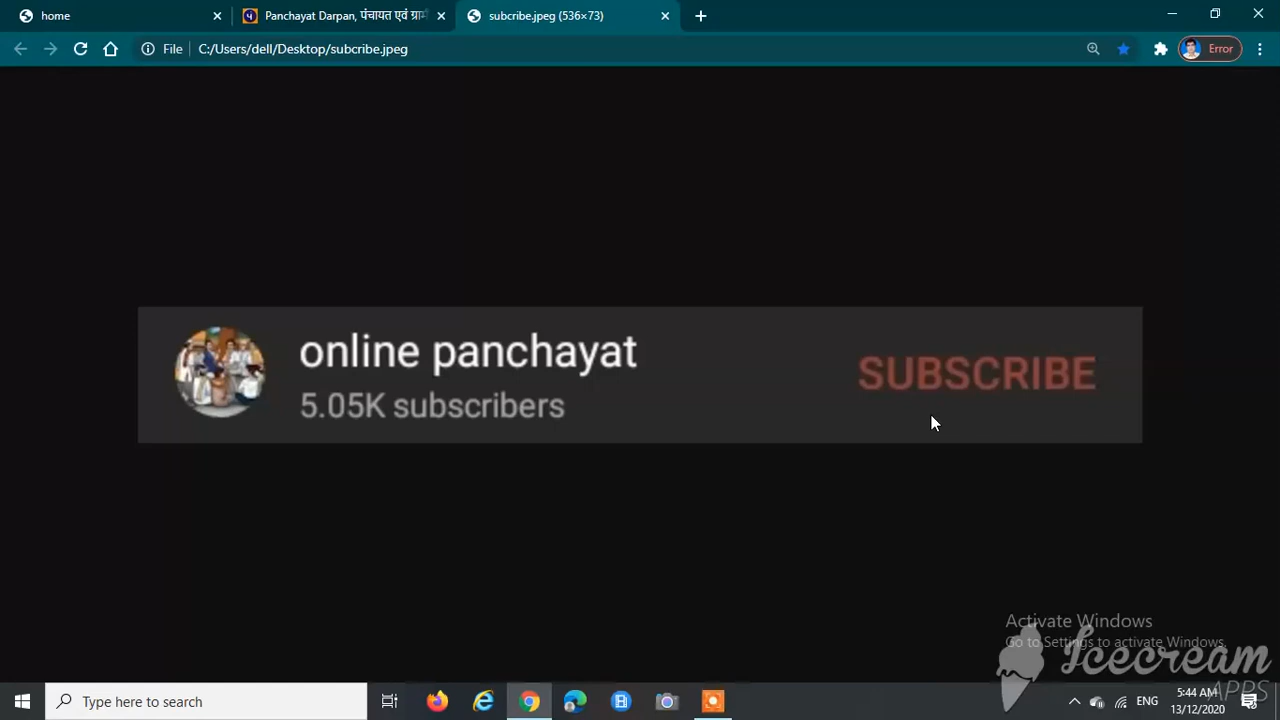 home
Panchayat Darpan, पंचायत एवं ग्रामी
subcribe.jpeg (536×73)
File
C:/Users/dell/Desktop/subcribe.jpeg
Error
online panchayat
5.05K subscribers
SUBSCRIBE
Activate Windows
Go to Settings to activate Windows.
Icecream
APPS
Type here to search
ENG
5:44 AM
13/12/2020